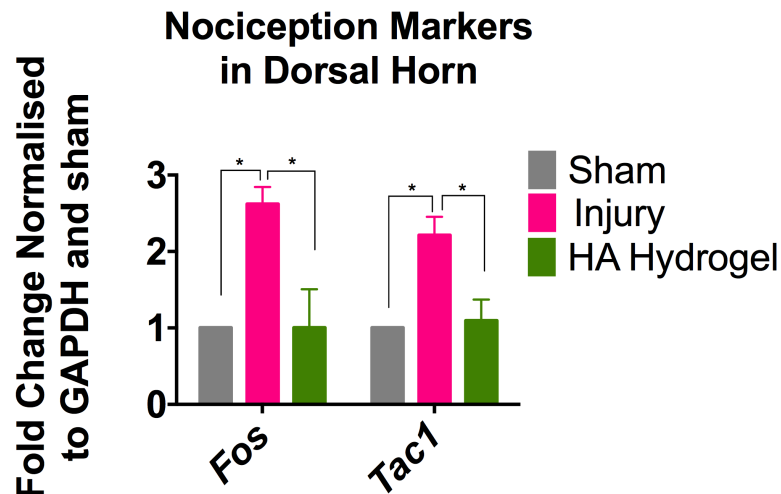 Nociception Markers
in Dorsal Horn
Fold Change Normalised
to GAPDH and sham
3
2
1
0
* *
* *
Fos
Tac1
Sham
Injury
HA Hydrogel